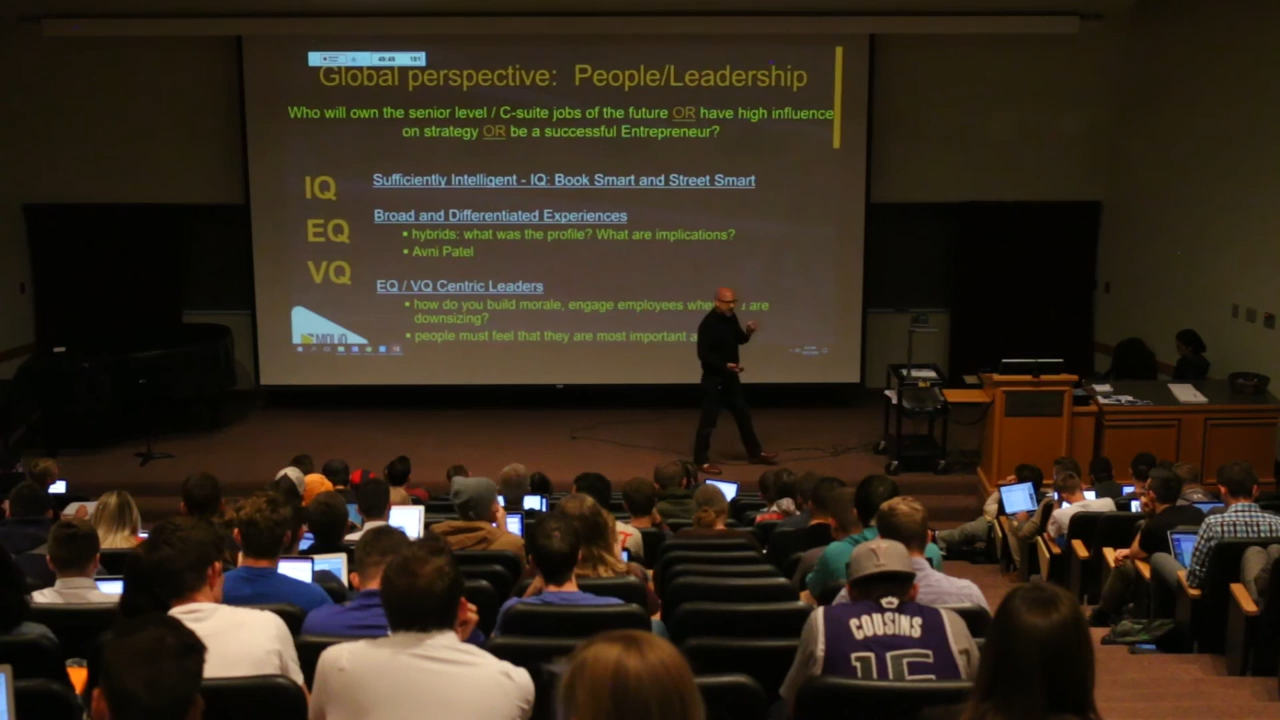 49:49 151
Global perspective: People/Leadership
Who will own the senior level / C-suite jobs of the future OR have high influence
on strategy OR be a successful Entrepreneur?
IQ
Sufficiently Intelligent - IQ: Book Smart and Street Smart
EQ
Broad and Differentiated Experiences
▪ hybrids: what was the profile? What are implications?
▪ Avni Patel
VQ
EQ / VQ Centric Leaders
▪ how do you build morale, engage employees are
downsizing?
▪ people must feel that they are most important
COUSINS
15